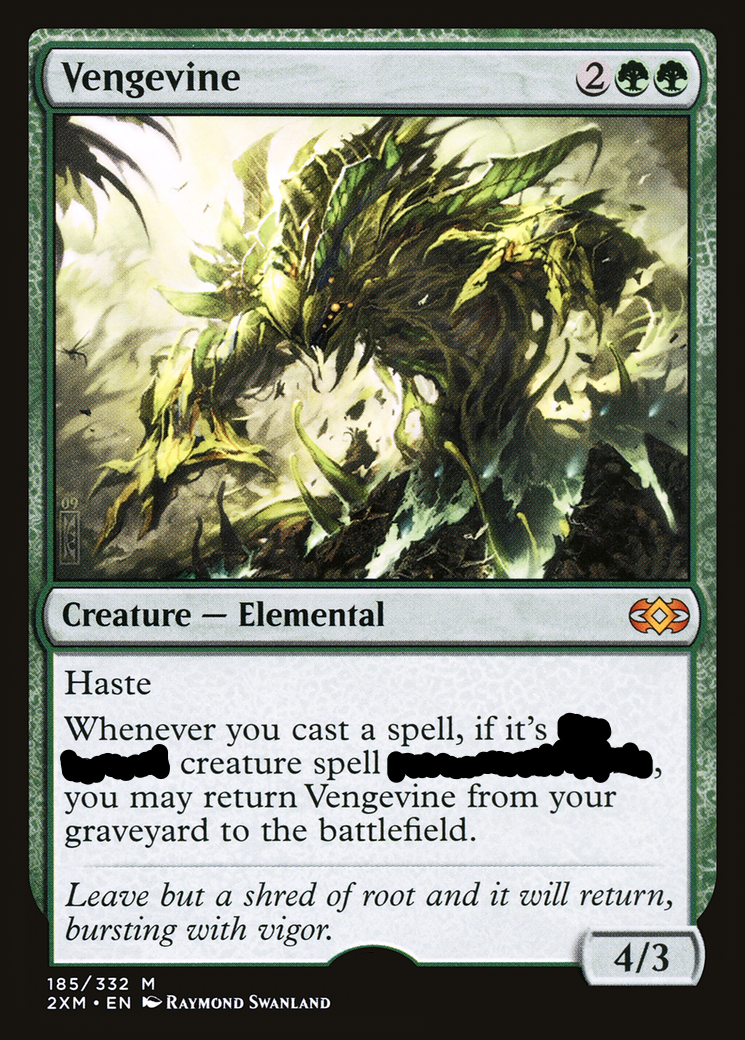 Vengevine 2
09
Creature — Elemental
Haste
Whenever you cast a spell, if it's
creature spell ,
you may return Vengevine from your
graveyard to the battlefield.
Leave but a shred of root and it will return,
bursting with vigor.
4/3
185/332 M
2XM • EN Raymond Swanland